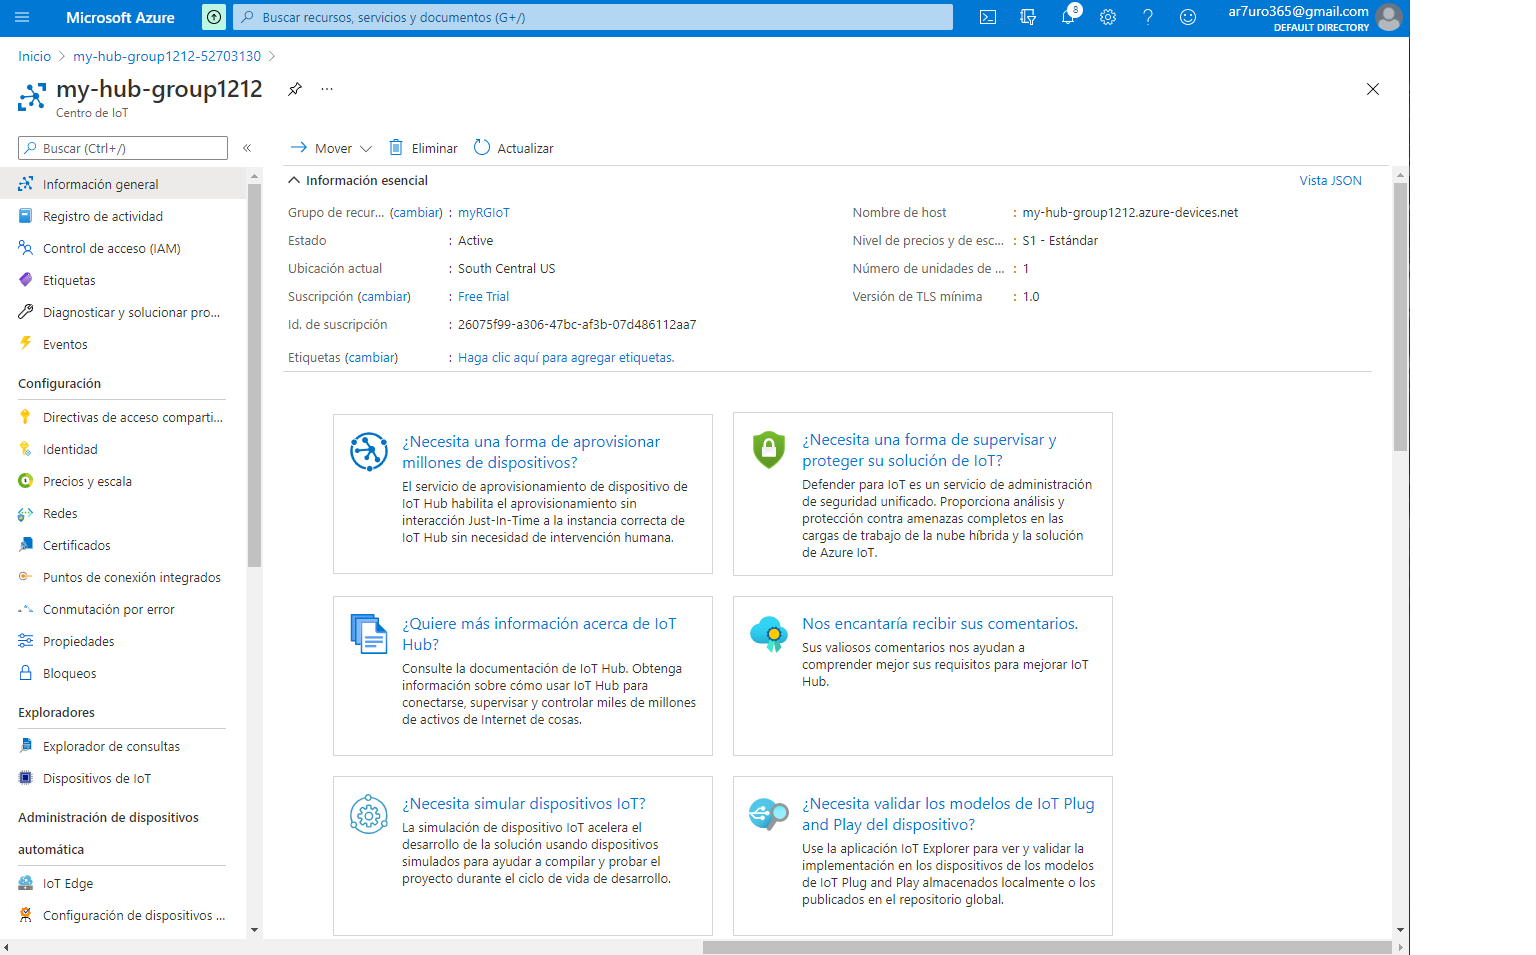 Microsoft Azure
Buscar recursos, servicios y documentos (G+/)
8
ar7uro365@gmail.com
DEFAULT DIRECTORY
Inicio > my-hub-group1212-52703130 >
my-hub-group1212
...
Centro de IoT
Buscar (Ctrl+/)
«
Mover
Eliminar
Actualizar
Información general
Registro de actividad
Control de acceso (IAM)
Etiquetas
Diagnosticar y solucionar pro...
Eventos
Configuración
Directivas de acceso comparti...
Identidad
Precios y escala
Redes
Certificados
Puntos de conexión integrados
Conmutación por error
Propiedades
Bloqueos
Exploradores
Explorador de consultas
Dispositivos de IoT
Administración de dispositivos
automática
IoT Edge
Configuración de dispositivos ...
Información esencial
Vista JSON
Grupo de recur... (cambiar) : myRGIoT
Estado : Active
Ubicación actual : South Central US
Suscripción (cambiar) : Free Trial
Id. de suscripción : 26075f99-a306-47bc-af3b-07d486112aa7
Etiquetas (cambiar) : Haga clic aquí para agregar etiquetas.
Nombre de host : my-hub-group1212.azure-devices.net
Nivel de precios y de esc... : S1 - Estándar
Número de unidades de ... : 1
Versión de TLS mínima : 1.0
¿Necesita una forma de aprovisionar
millones de dispositivos?
El servicio de aprovisionamiento de dispositivo de
IoT Hub habilita el aprovisionamiento sin
interacción Just-In-Time a la instancia correcta de
IoT Hub sin necesidad de intervención humana.
¿Necesita una forma de supervisar y
proteger su solución de IoT?
Defender para IoT es un servicio de administración
de seguridad unificado. Proporciona análisis y
protección contra amenazas completos en las
cargas de trabajo de la nube híbrida y la solución
de Azure IoT.
¿Quiere más información acerca de IoT
Hub?
Consulte la documentación de IoT Hub. Obtenga
información sobre cómo usar IoT Hub para
conectarse, supervisar y controlar miles de millones
de activos de Internet de cosas.
Nos encantaría recibir sus comentarios.
Sus valiosos comentarios nos ayudan a
comprender mejor sus requisitos para mejorar IoT
Hub.
¿Necesita simular dispositivos IoT?
La simulación de dispositivo IoT acelera el
desarrollo de la solución usando dispositivos
simulados para ayudar a compilar y probar el
proyecto durante el ciclo de vida de desarrollo.
¿Necesita validar los modelos de IoT Plug
and Play del dispositivo?
Use la aplicación IoT Explorer para ver y validar la
implementación en los dispositivos de los modelos
de IoT Plug and Play almacenados localmente o los
publicados en el repositorio global.